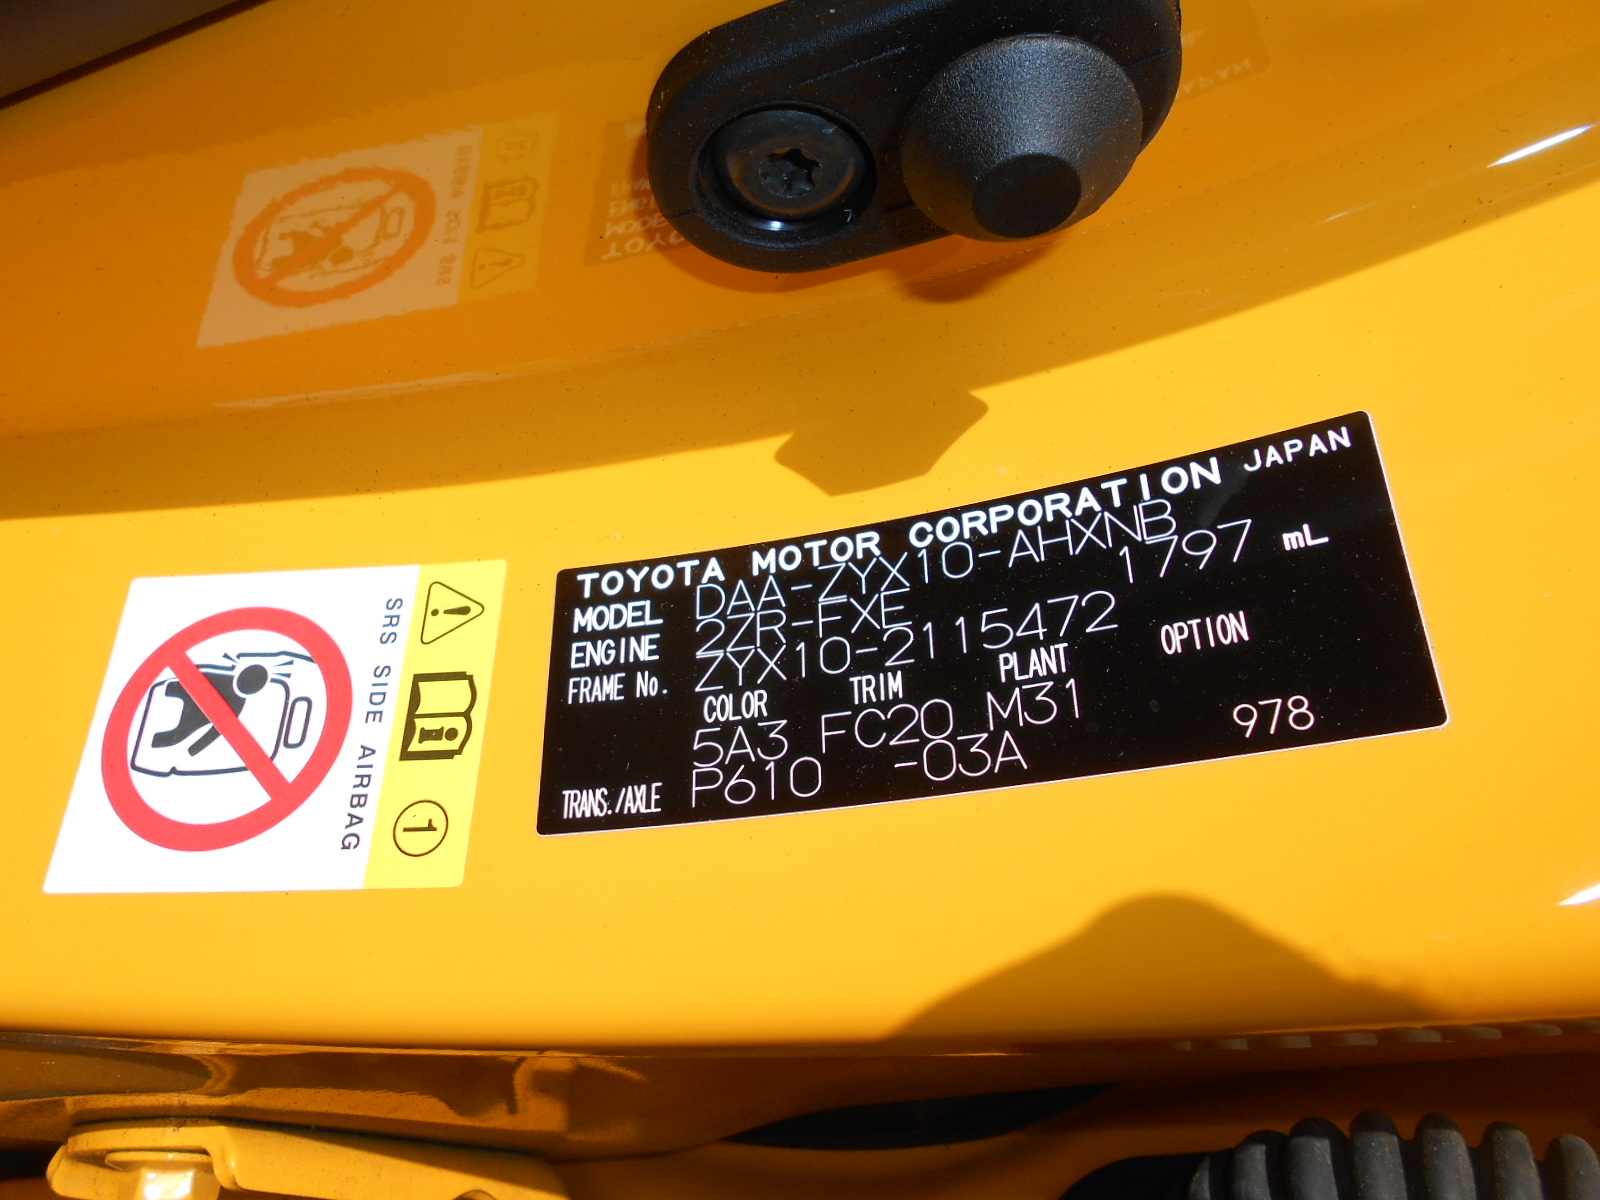 TOYOTA MOTOR CORPORATION JAPAN
MODEL DAA-ZYX10-AHXNB
ENGINE 2ZR-FXE 1797 mL
FRAME No. ZYX10-2115472
COLOR TRIM PLANT OPTION
5A3 FC20 M31
TRANS./AXLE P610 -03A 978
SRS SIDE AIRBAG
1